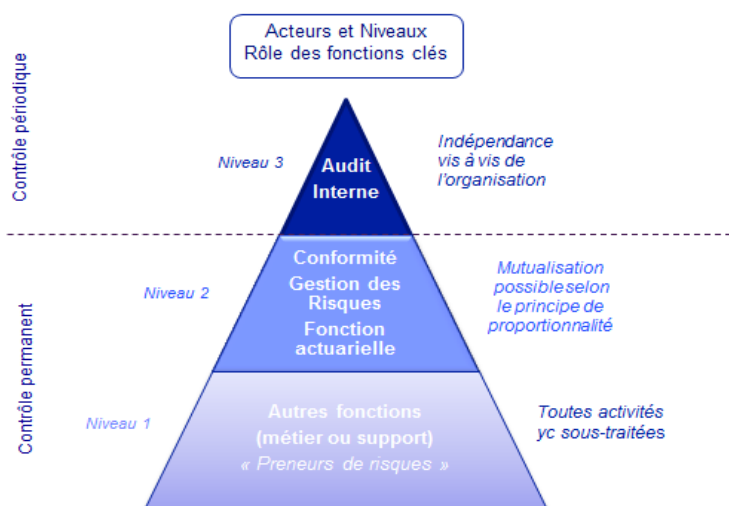 Acteurs et Niveaux
Rôle des fonctions clés
Contrôle périodique
Niveau 3
Audit
Interne
Indépendance
vis à vis de
l'organisation
Contrôle permanent
Niveau 2
Conformité
Gestion des
Risques
Fonction
actuarielle
Mutualisation
possible selon
le principe de
proportionnalité
Niveau 1
Autres fonctions
(métier ou support)
« Preneurs de risques »
Toutes activités
yc sous-traitées